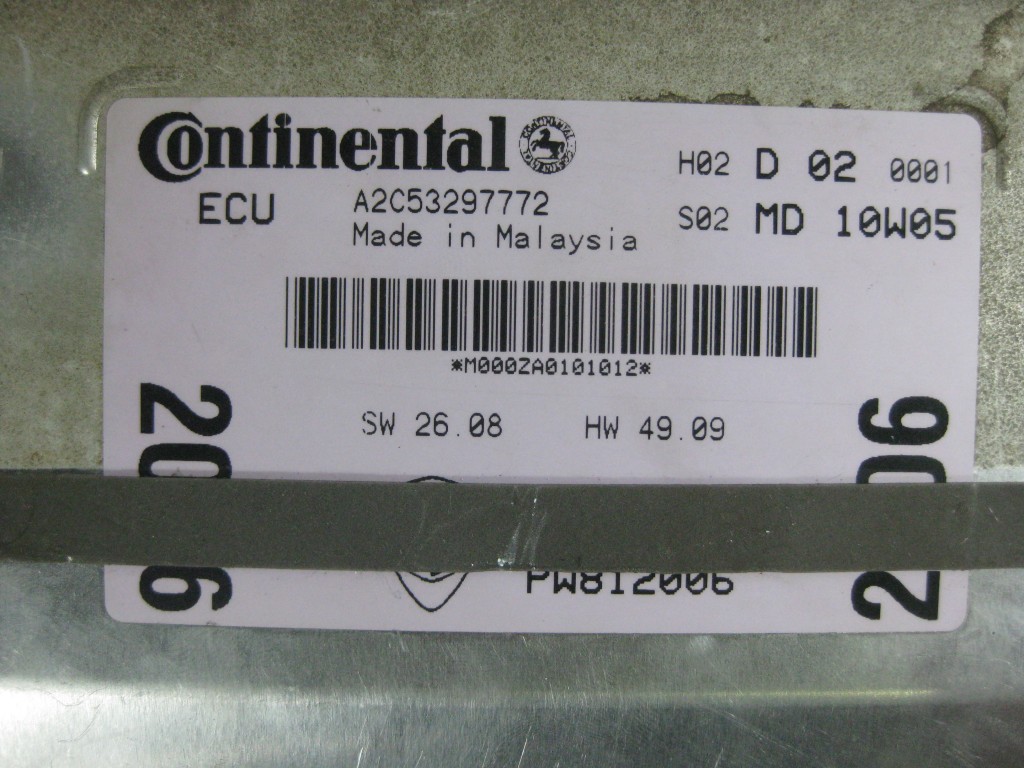 Continental
ECU
A2C53297772
Made in Malaysia
H02 D 02 0001
S02 MD 10W05
*M000ZA0101012*
SW 26.08 HW 49.09
PW812006